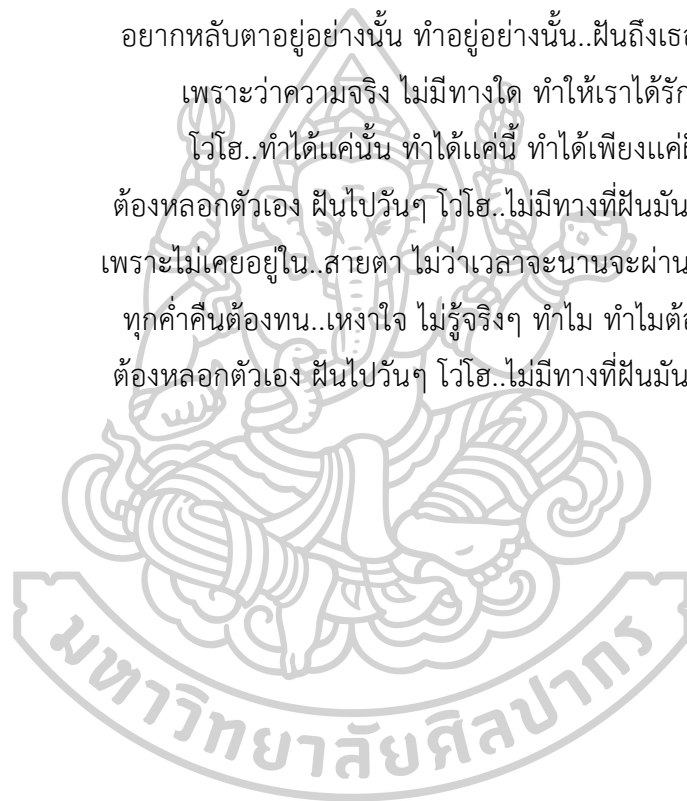 อยากหลับตาอยู่อย่างนั้น ทำอยู่อย่างนั้น..ฝันถึง
เพราะว่าความจริง ไม่มีทางใด ทำให้เราได้รัก
โว่โฮ..ทำได้แค่นั้น ทำได้แค่นี้ ทำได้เพียงแค่
ต้องหลอกตัวเอง ฝันไปวันๆ โว่โฮ..ไม่มีทางที่ฝันมัน
เพราะไม่เคยอยู่ใน..สายตา ไม่ว่าเวลาจะนานจะผ่าน
ทุกค่ำคืนต้องทน..เหงาใจ ไม่รู้จริงๆ ทำไม ทำไม
ต้องหลอกตัวเอง ฝันไปวันๆ โว่โฮ..ไม่มีทางที่ฝันมัน
มหาวิทยาลัยศิลปากร